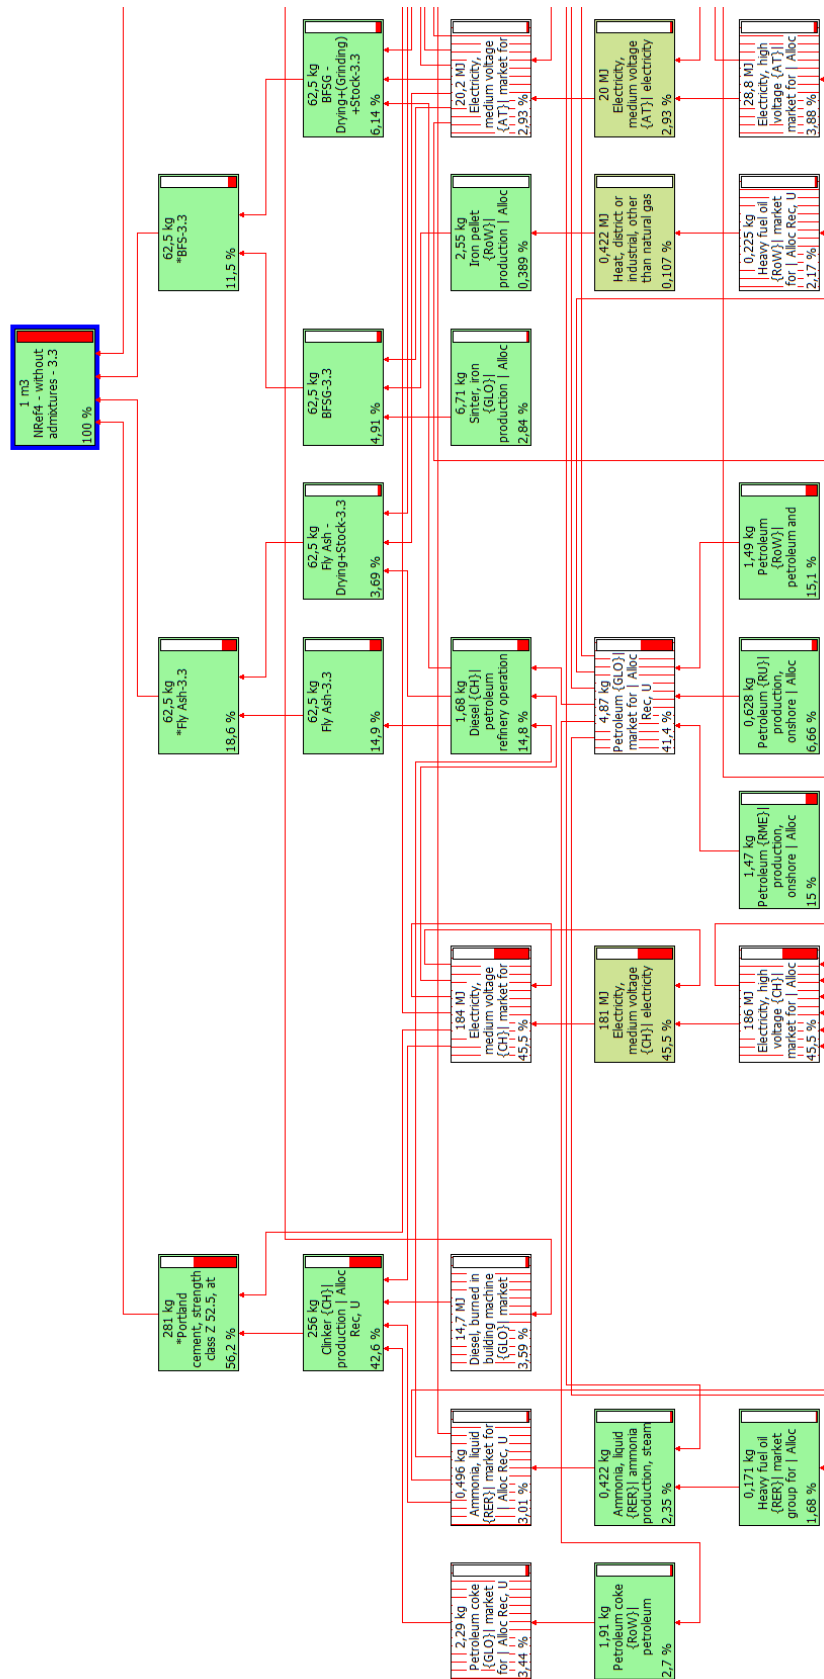 1 m3
NRef4 - without
admixtures - 3.3
100 %
281 kg
*Portland
cement, strength
class Z 52.5, at
56,2 %
62,5 kg
*Fly Ash-3.3
18,6 %
62,5 kg
*BFS-3.3
11,5 %
256 kg
Clinker {CH}|
production | Alloc
Rec, U
42,6 %
62,5 kg
Fly Ash-3.3
14,9 %
62,5 kg
Fly Ash -
Drying+Stock-3.3
3,69 %
62,5 kg
BFSG-3.3
4,91 %
62,5 kg
BFSG -
Drying+(Grinding)
+Stock-3.3
6,14 %
2,29 kg
Petroleum coke
{GLO}| market
for | Alloc Rec, U
3,44 %
0,496 kg
Ammonia, liquid
{RER}| market for
| Alloc Rec, U
3,01 %
14,7 MJ
Diesel, burned in
building machine
{GLO}| market
3,59 %
184 MJ
Electricity,
medium voltage
{CH}| market for
45,5 %
1,68 kg
Diesel {CH}|
petroleum
refinery operation
14,8 %
6,71 kg
Sinter, iron
{GLO}|
production | Alloc
2,84 %
2,55 kg
Iron pellet
{RoW}|
production | Alloc
0,389 %
20,2 MJ
Electricity,
medium voltage
{AT}| market for
2,93 %
1,91 kg
Petroleum coke
{RoW}|
petroleum
2,7 %
0,422 kg
Ammonia, liquid
{RER}| ammonia
production, steam
2,35 %
181 MJ
Electricity,
medium voltage
{CH}| electricity
45,5 %
4,87 kg
Petroleum {GLO}|
market for | Alloc
Rec, U
41,4 %
0,422 MJ
Heat, district or
industrial, other
than natural gas
0,107 %
20 MJ
Electricity,
medium voltage
{AT}| electricity
2,93 %
0,171 kg
Heavy fuel oil
{RER}| market
group for | Alloc
1,68 %
186 MJ
Electricity, high
voltage {CH}|
market for | Alloc
45,5 %
1,47 kg
Petroleum {RME}|
production,
onshore | Alloc
15 %
0,628 kg
Petroleum {RU}|
production,
onshore | Alloc
6,66 %
1,49 kg
Petroleum
{RoW}|
petroleum and
15,1 %
0,225 kg
Heavy fuel oil
{RoW}| market
for | Alloc Rec, U
2,17 %
28,8 MJ
Electricity, high
voltage {AT}|
market for | Alloc
3,88 %